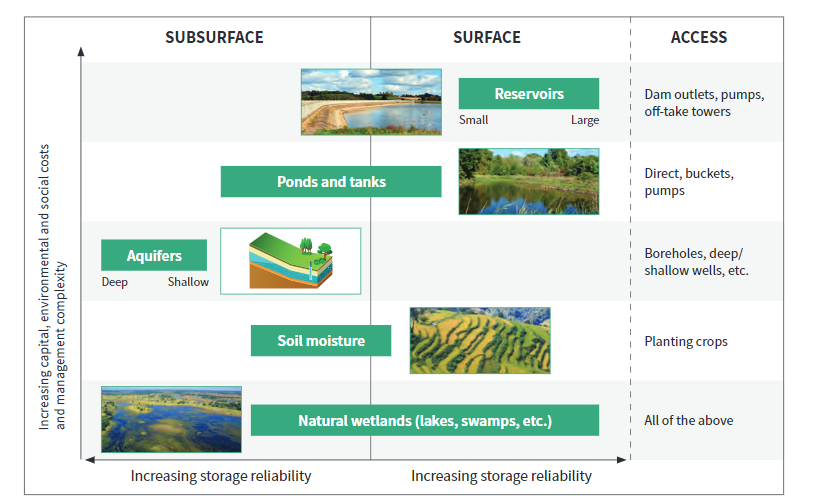 SUBSURFACE
SURFACE
ACCESS
Reservoirs
Small
Large
Dam outlets, pumps,
off-take towers
Ponds and tanks
Direct, buckets,
pumps
Aquifers
Deep
Shallow
Boreholes, deep/
shallow wells, etc.
Soil moisture
Planting crops
Natural wetlands (lakes, swamps, etc.)
All of the above
Increasing capital, environmental and social costs
and management complexity
Increasing storage reliability
Increasing storage reliability